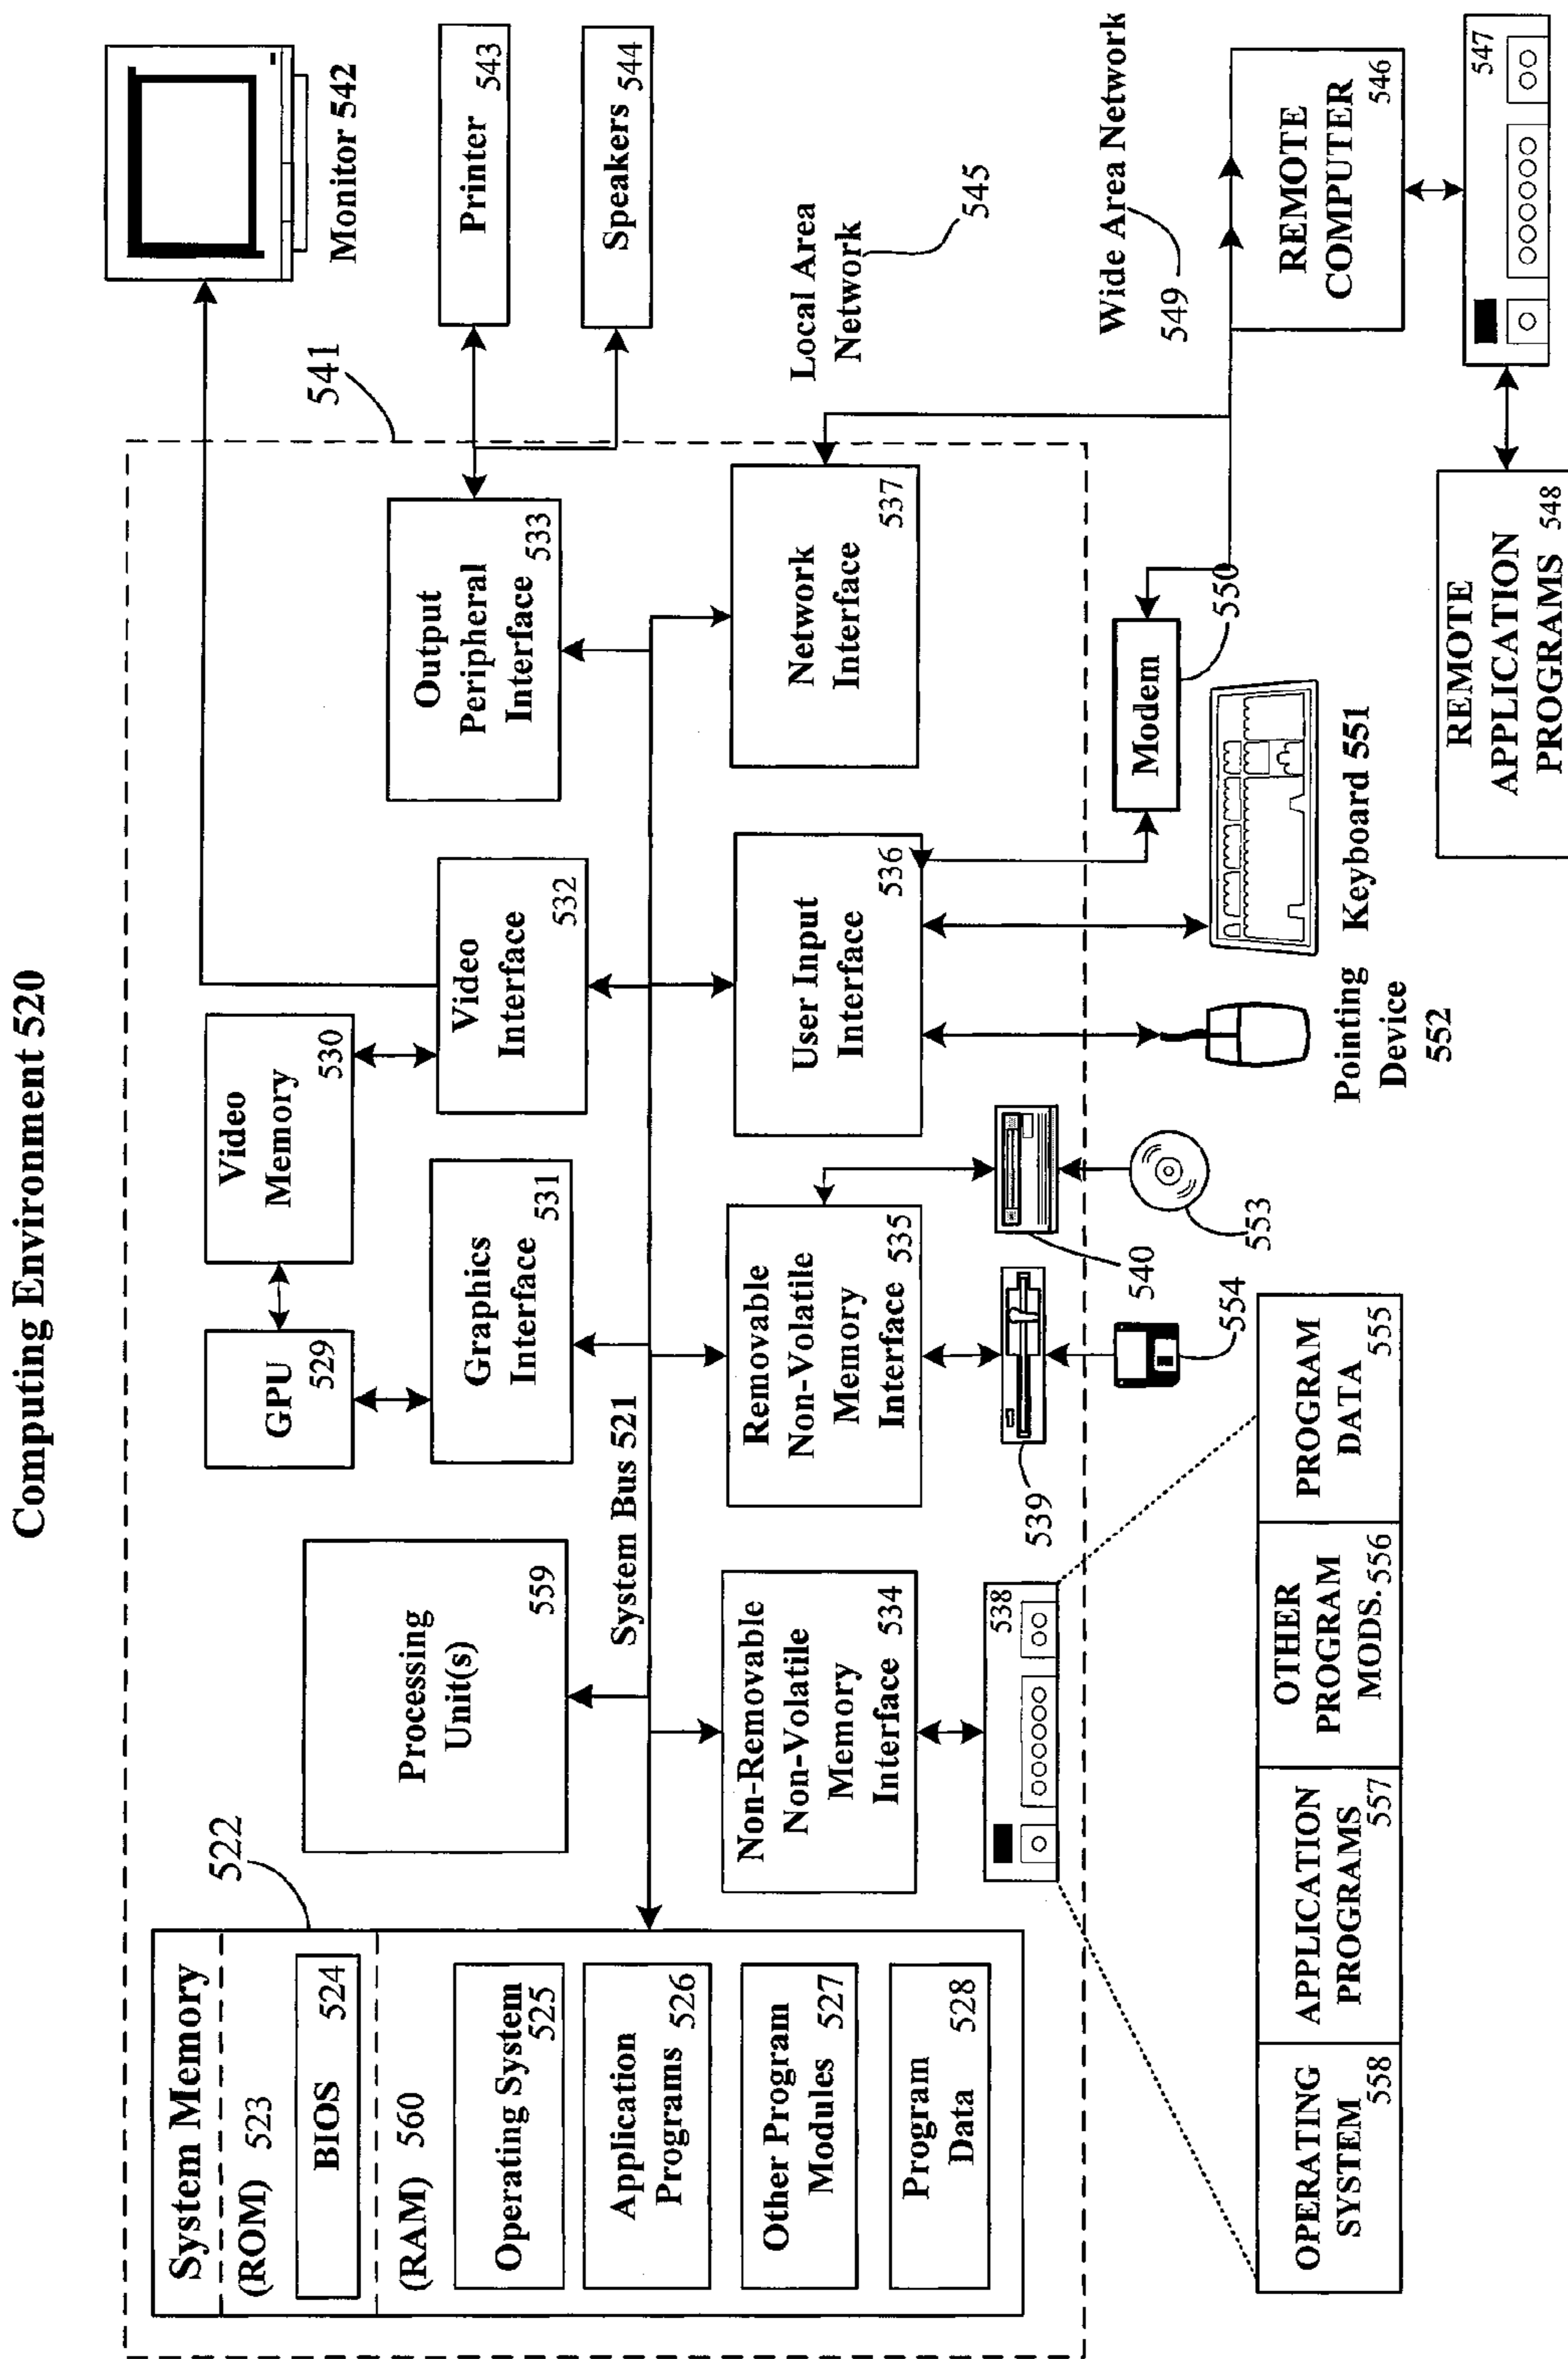 Computing Environment 520
541
Monitor 542
Printer
543
Speakers
544
System Memory
522
(ROM) 523
BIOS
524
(RAM) 560
Operating System
525
Application
Programs
526
Other Program
Modules
527
Program
Data
528
Processing
Unit(s)
559
GPU
529
Video
Memory
530
Graphics
Interface
531
Video
Interface
532
Output
Peripheral
Interface
533
System Bus 521
Non-Removable
Non-Volatile
Memory
Interface
534
Removable
Non-Volatile
Memory
Interface
535
User Input
Interface
536
Network
Interface
537
Local Area
Network
545
538
539
540
554
553
Pointing
Device
552
Keyboard 551
Modem
550
Wide Area Network
549
REMOTE
COMPUTER
546
547
REMOTE
APPLICATION
PROGRAMS
548
OPERATING
SYSTEM
558
APPLICATION
PROGRAMS
557
OTHER
PROGRAM
MODS.
556
PROGRAM
DATA
555